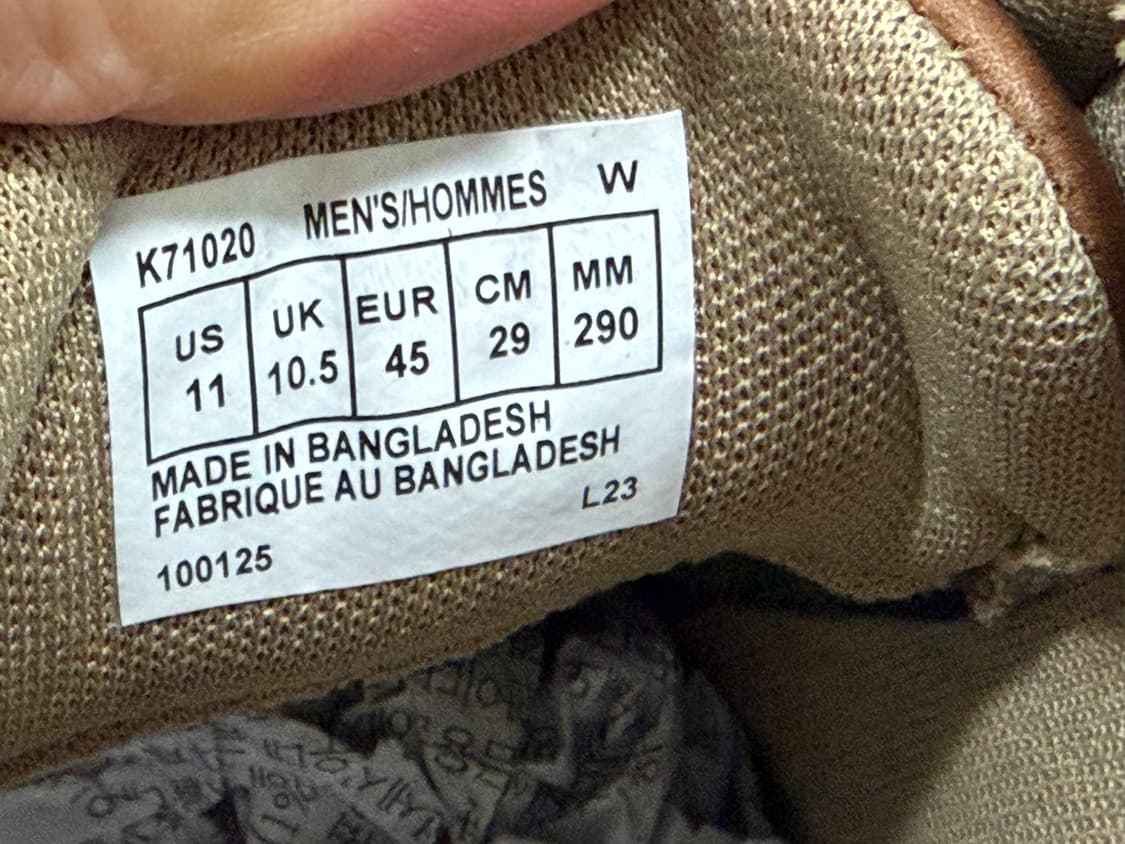 K71020 MEN'S/HOMMES W
US UK EUR CM MM
11 10.5 45 29 290
MADE IN BANGLADESH
FABRIQUE AU BANGLADESH
L23
100125